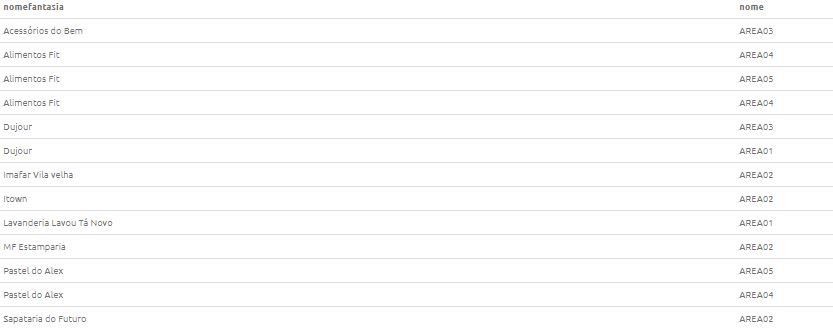 nomefantasia nome
Acessórios do Bem AREA03
Alimentos Fit AREA04
Alimentos Fit AREA05
Alimentos Fit AREA04
Dujour AREA03
Dujour AREA01
Imafar Vila velha AREA02
Itown AREA02
Lavanderia Lavou Tá Novo AREA01
MF Estamparia AREA02
Pastel do Alex AREA05
Pastel do Alex AREA04
Sapataria do Futuro AREA02